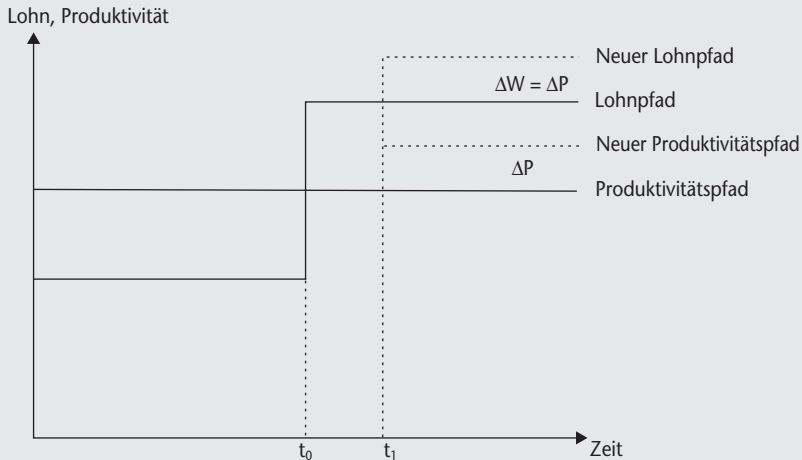 Lohn, Produktivität
Neuer Lohnpfad
ΔW = ΔP
Lohnpfad
Neuer Produktivitätspfad
ΔP
Produktivitätspfad
t₀
t₁
Zeit